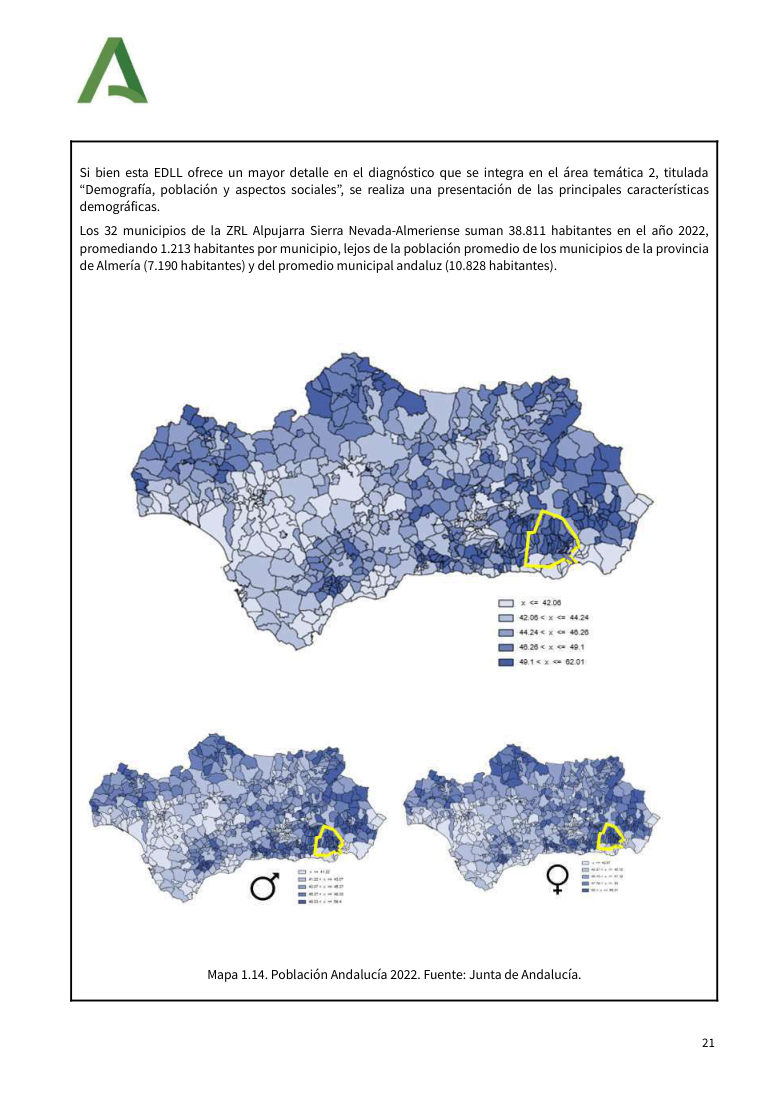 Si bien esta EDLL ofrece un mayor detalle en el diagnóstico que se integra en el área temática 2, titulada
“Demografía, población y aspectos sociales”, se realiza una presentación de las principales características
demográficas.
Los 32 municipios de la ZRL Alpujarra Sierra Nevada-Almeriense suman 38.811 habitantes en el año 2022,
promediando 1.213 habitantes por municipio, lejos de la población promedio de los municipios de la provincia
de Almería (7.190 habitantes) y del promedio municipal andaluz (10.828 habitantes).
x <= 42.06
42.06 < x <= 44.24
44.24 < x <= 46.26
46.26 < x <= 49.1
49.1 < x <= 62.01
Mapa 1.14. Población Andalucía 2022. Fuente: Junta de Andalucía.
21